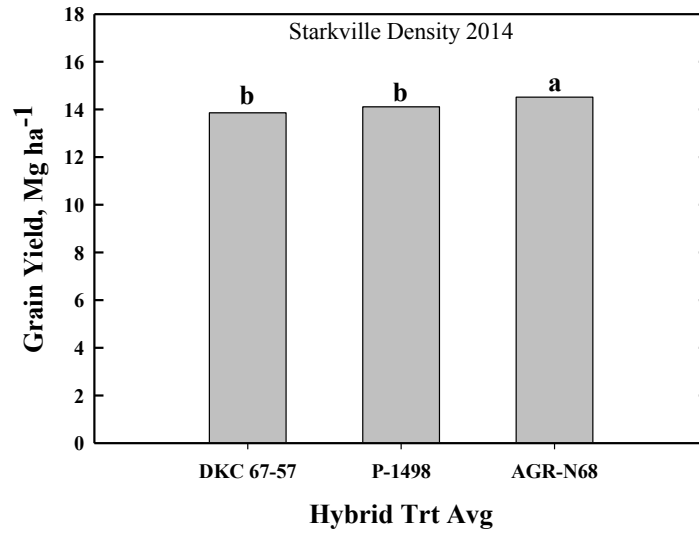 Starkville Density 2014
Grain Yield, Mg ha⁻¹
18
16
14
12
10
8
6
4
2
0
b b a
DKC 67-57 P-1498 AGR-N68
Hybrid Trt Avg